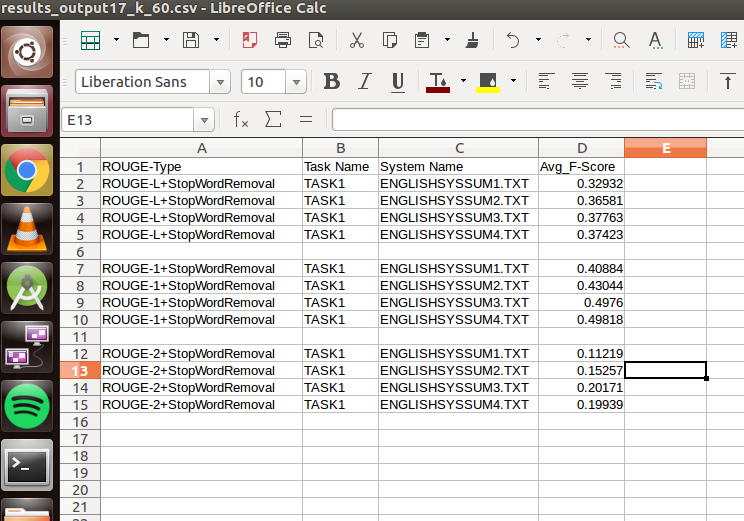 results_output17_k_60.csv - LibreOffice Calc
Liberation Sans 10 B I U T
E13 fx Σ =
A B C D E
1 ROUGE-Type Task Name System Name Avg_F-Score
2 ROUGE-L+StopWordRemoval TASK1 ENGLISHSYSSUM1.TXT 0.32932
3 ROUGE-L+StopWordRemoval TASK1 ENGLISHSYSSUM2.TXT 0.36581
4 ROUGE-L+StopWordRemoval TASK1 ENGLISHSYSSUM3.TXT 0.37763
5 ROUGE-L+StopWordRemoval TASK1 ENGLISHSYSSUM4.TXT 0.37423
6
7 ROUGE-1+StopWordRemoval TASK1 ENGLISHSYSSUM1.TXT 0.40884
8 ROUGE-1+StopWordRemoval TASK1 ENGLISHSYSSUM2.TXT 0.43044
9 ROUGE-1+StopWordRemoval TASK1 ENGLISHSYSSUM3.TXT 0.4976
10 ROUGE-1+StopWordRemoval TASK1 ENGLISHSYSSUM4.TXT 0.49818
11
12 ROUGE-2+StopWordRemoval TASK1 ENGLISHSYSSUM1.TXT 0.11219
13 ROUGE-2+StopWordRemoval TASK1 ENGLISHSYSSUM2.TXT 0.15257
14 ROUGE-2+StopWordRemoval TASK1 ENGLISHSYSSUM3.TXT 0.20171
15 ROUGE-2+StopWordRemoval TASK1 ENGLISHSYSSUM4.TXT 0.19939
16
17
18
19
20
21